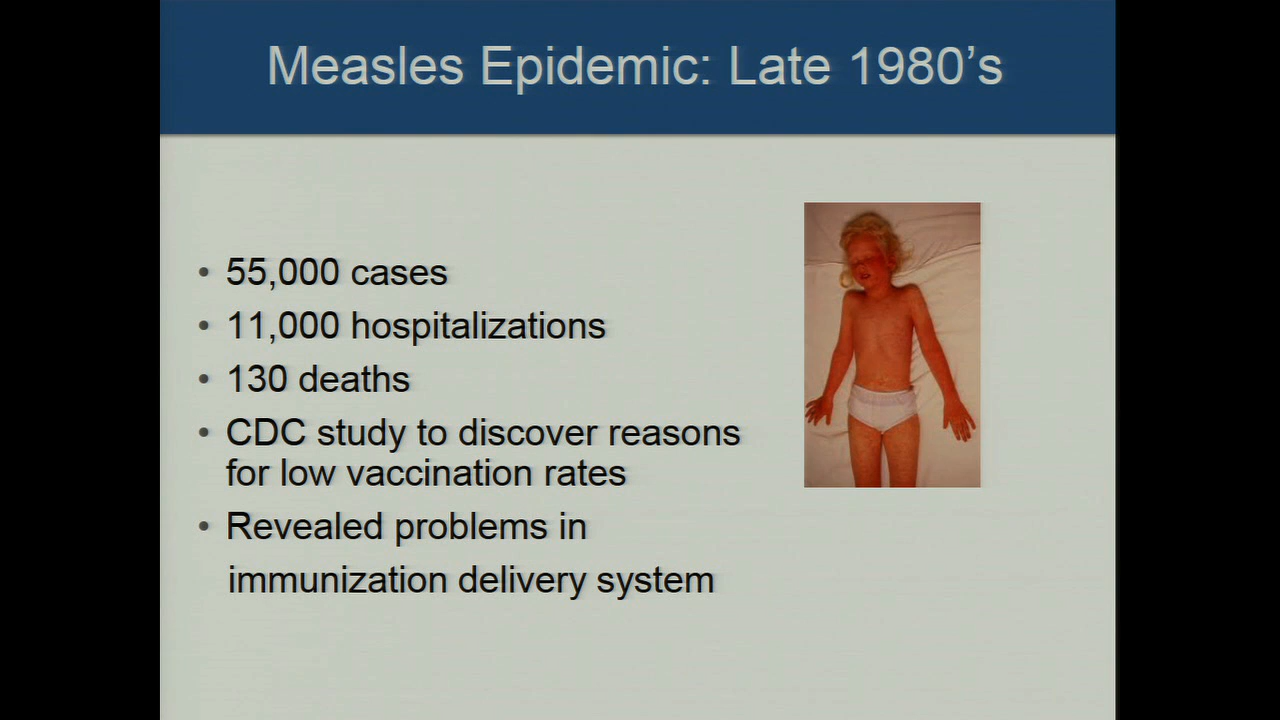 Measles Epidemic: Late 1980’s
• 55,000 cases
• 11,000 hospitalizations
• 130 deaths
• CDC study to discover reasons
for low vaccination rates
• Revealed problems in
immunization delivery system